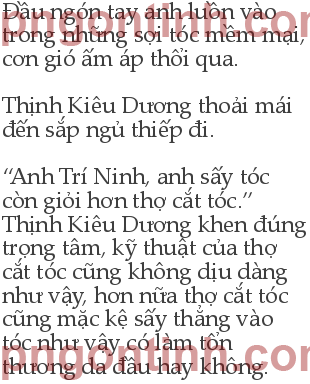 Đầu ngón tay anh luồn vào
trong những sợi tóc mềm mại,
cơn gió ấm áp thổi qua.
Thịnh Kiêu Dương thoải mái
đến sắp ngủ thiếp đi.
“Anh Trí Ninh, anh sấy tóc
còn giỏi hơn thợ cắt tóc.”
Thịnh Kiêu Dương khen đúng
trọng tâm, kỹ thuật của thợ
cắt tóc cũng không dịu dàng
như vậy, hơn nữa thợ cắt tóc
cũng mặc kệ sấy thẳng vào
tóc như vậy có làm tổn
thương da đầu hay không.